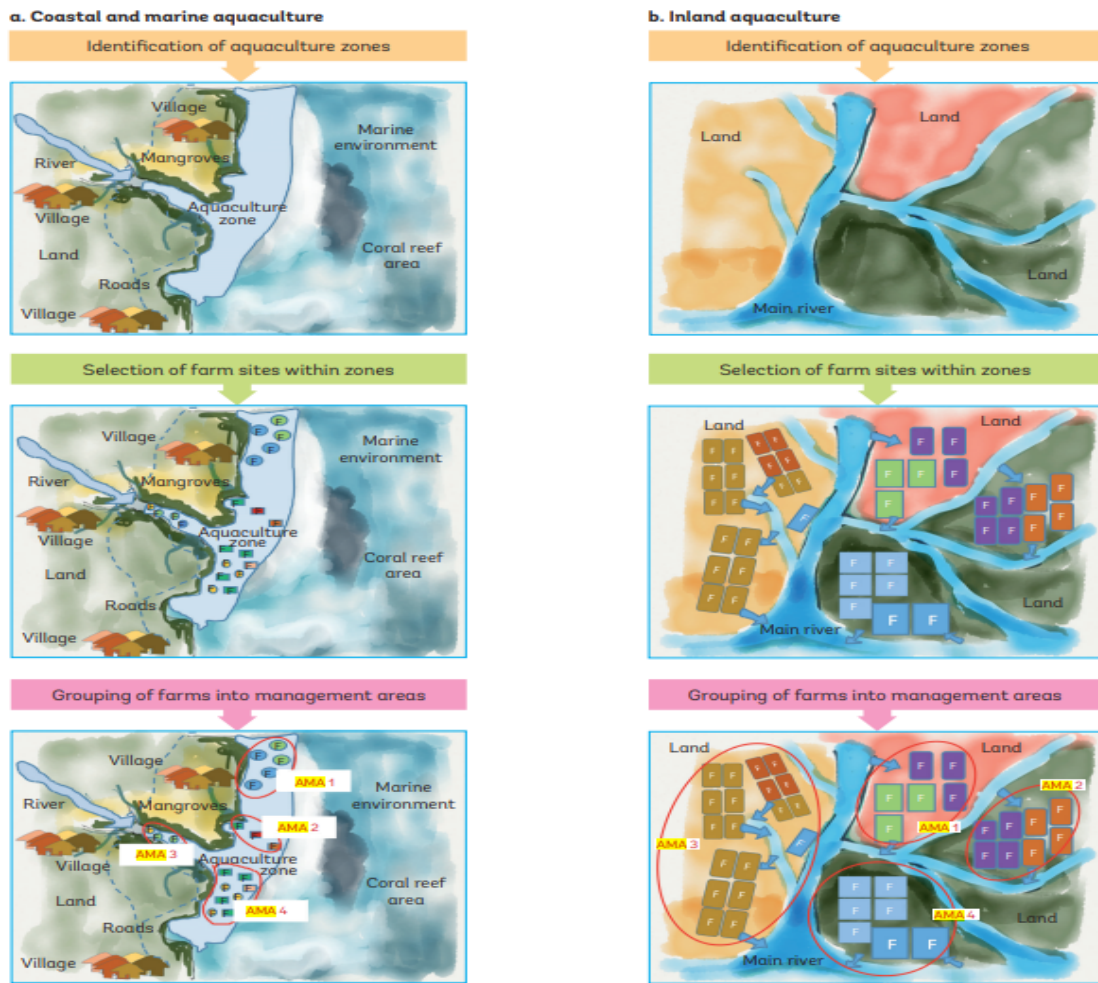 a. Coastal and marine aquaculture
Identification of aquaculture zones
Village
Marine
environment
River
Mangroves
Village
Aquaculture
zone
Land
Coral reef
area
Roads
Village
Selection of farm sites within zones
Village
F
F
F
F
F
F
Marine
environment
River
Mangroves
Village
Aquaculture
zone
Land
Coral reef
area
Roads
Village
Grouping of farms into management areas
Village
AMA 1
Marine
environment
River
Mangroves
AMA 2
AMA 3
Village
Aquaculture
zone
Land
Coral reef
area
AMA 4
Roads
Village
b. Inland aquaculture
Identification of aquaculture zones
Land
Land
Land
Main river
Selection of farm sites within zones
Land
Land
F F
F F
F F
F F
F F
F F
F F
F F
F F
F
F F
F F F
F
F F
F F
F F
F F
F F
F F
F
F F
Land
Main river
Grouping of farms into management areas
Land
Land
F F
F F
F F
F F
F F
F F
F F
F F
F F
F
F F
F F F
F
AMA 1
AMA 2
F F
F F
F F
F F
AMA 3
F F
F F
F
F F
AMA 4
Land
Main river